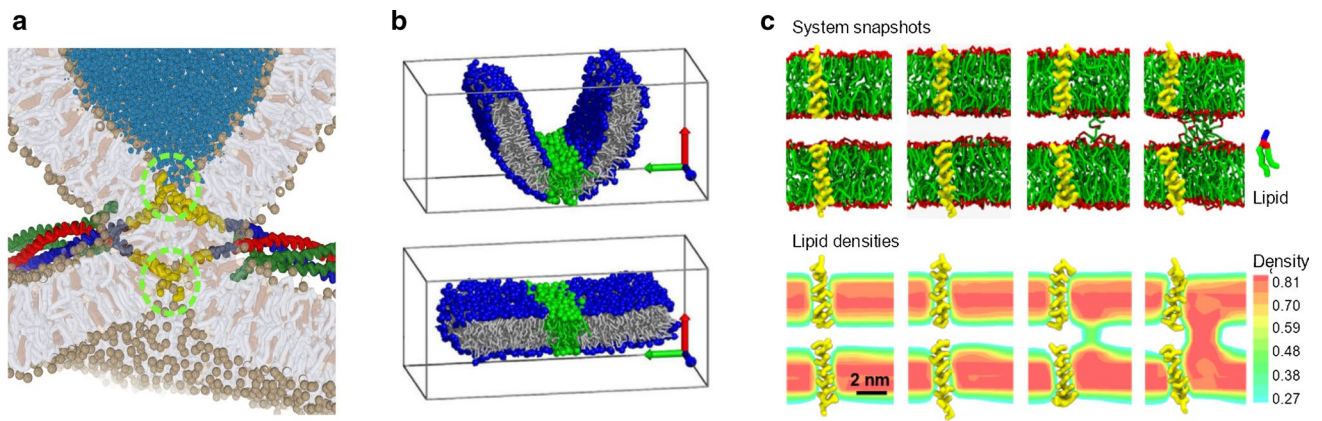 a
b
c
System snapshots
Lipid
Lipid densities
Density
0.81
0.70
0.59
0.48
0.38
0.27
2 nm